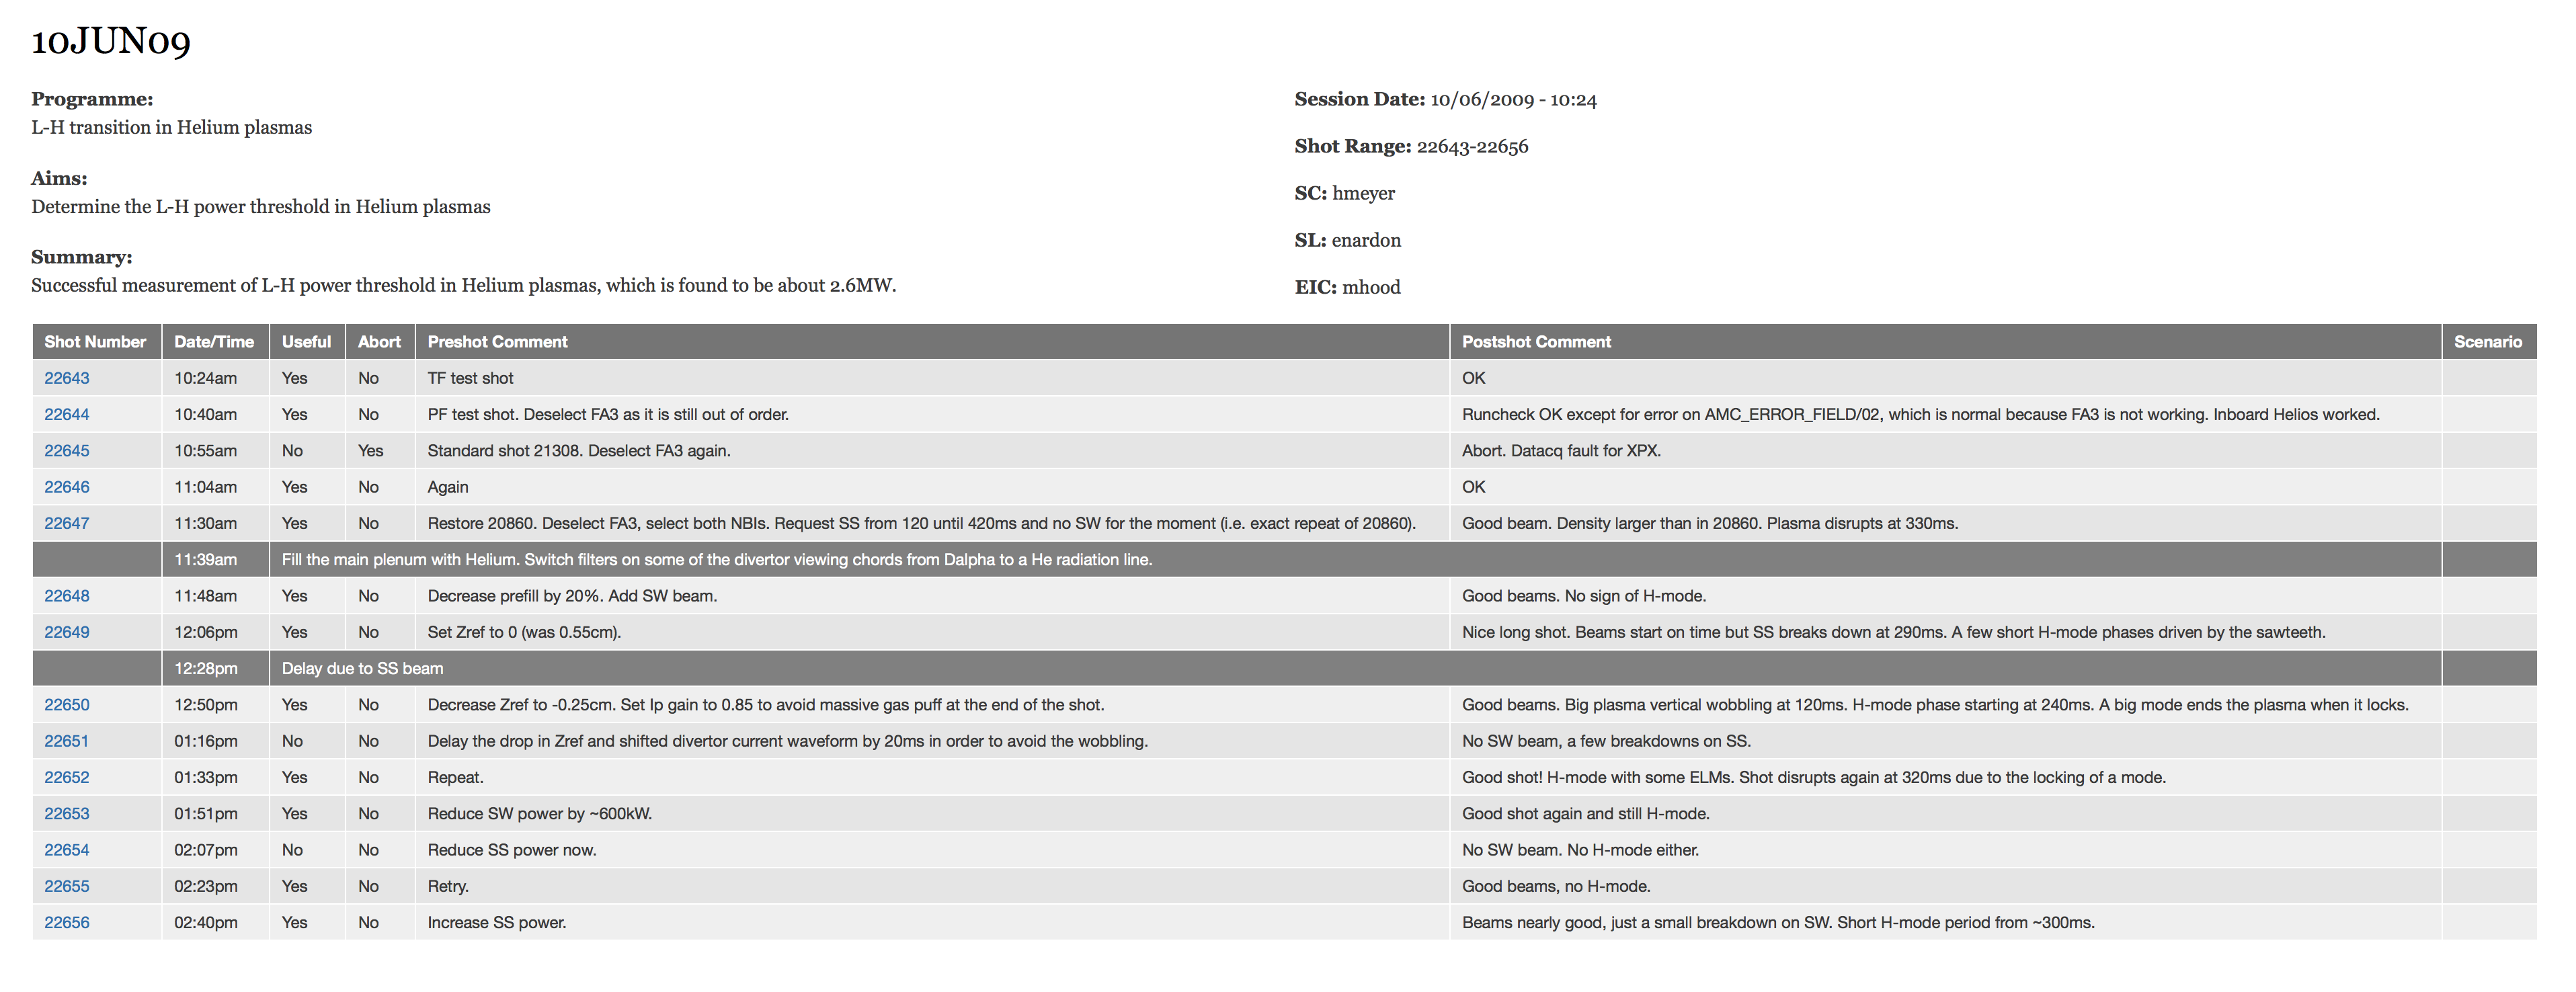 10JUN09
Programme:
L-H transition in Helium plasmas
Aims:
Determine the L-H power threshold in Helium plasmas
Summary:
Successful measurement of L-H power threshold in Helium plasmas, which is found to be about 2.6MW.
Session Date: 10/06/2009 - 10:24
Shot Range: 22643-22656
SC: hmeyer
SL: enardon
EIC: mhood
Shot Number Date/Time Useful Abort Preshot Comment Postshot Comment Scenario
22643 10:24am Yes No TF test shot OK
22644 10:40am Yes No PF test shot. Deselect FA3 as it is still out of order. Runcheck OK except for error on AMC_ERROR_FIELD/02, which is normal because FA3 is not working. Inboard Helios worked.
22645 10:55am No Yes Standard shot 21308. Deselect FA3 again. Abort. Datacq fault for XPX.
22646 11:04am Yes No Again OK
22647 11:30am Yes No Restore 20860. Deselect FA3, select both NBIs. Request SS from 120 until 420ms and no SW for the moment (i.e. exact repeat of 20860). Good beam. Density larger than in 20860. Plasma disrupts at 330ms.
11:39am Fill the main plenum with Helium. Switch filters on some of the divertor viewing chords from Dalpha to a He radiation line.
22648 11:48am Yes No Decrease prefill by 20%. Add SW beam. Good beams. No sign of H-mode.
22649 12:06pm Yes No Set Zref to 0 (was 0.55cm). Nice long shot. Beams start on time but SS breaks down at 290ms. A few short H-mode phases driven by the sawteeth.
12:28pm Delay due to SS beam
22650 12:50pm Yes No Decrease Zref to -0.25cm. Set Ip gain to 0.85 to avoid massive gas puff at the end of the shot. Good beams. Big plasma vertical wobbling at 120ms. H-mode phase starting at 240ms. A big mode ends the plasma when it locks.
22651 01:16pm No No Delay the drop in Zref and shifted divertor current waveform by 20ms in order to avoid the wobbling. No SW beam, a few breakdowns on SS.
22652 01:33pm Yes No Repeat. Good shot! H-mode with some ELMs. Shot disrupts again at 320ms due to the locking of a mode.
22653 01:51pm Yes No Reduce SW power by ~600kW. Good shot again and still H-mode.
22654 02:07pm No No Reduce SS power now. No SW beam. No H-mode either.
22655 02:23pm Yes No Retry. Good beams, no H-mode.
22656 02:40pm Yes No Increase SS power. Beams nearly good, just a small breakdown on SW. Short H-mode period from ~300ms.